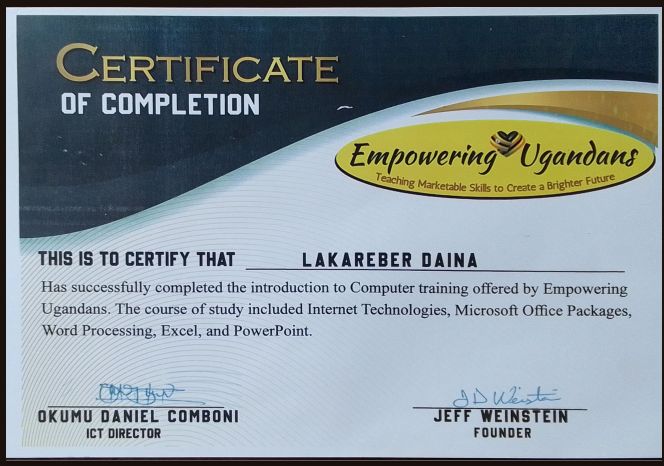 CERTIFICATE
OF COMPLETION
Empowering Ugandans
Teaching Marketable Skills to Create a Brighter Future
THIS IS TO CERTIFY THAT LAKAREBER DAINA
Has successfully completed the introduction to Computer training offered by Empowering
Ugandans. The course of study included Internet Technologies, Microsoft Office Packages,
Word Processing, Excel, and PowerPoint.
J D Weinstein
OKUMU DANIEL COMBONI JEFF WEINSTEIN
ICT DIRECTOR FOUNDER